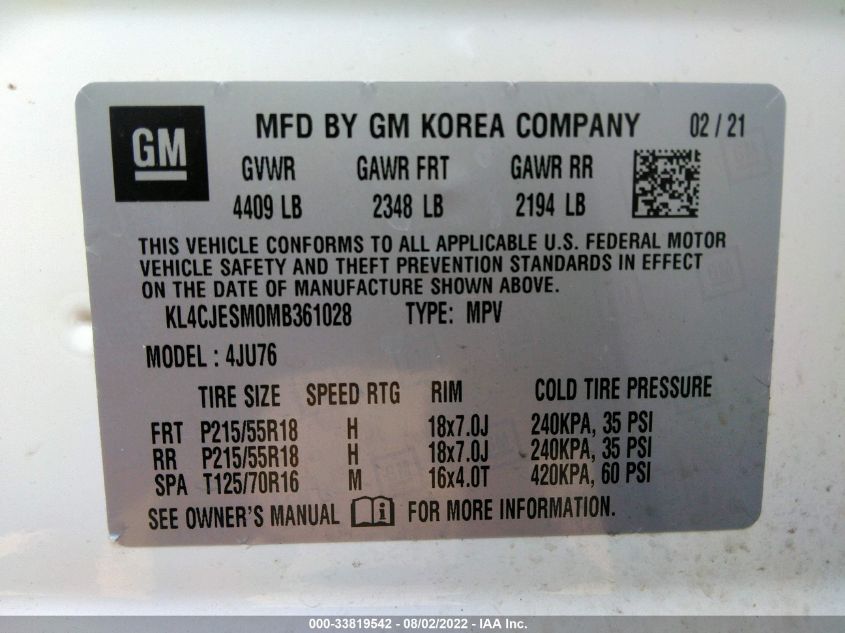 GM
MFD BY GM KOREA COMPANY 02 / 21
GVWR GAWR FRT GAWR RR
4409 LB 2348 LB 2194 LB
THIS VEHICLE CONFORMS TO ALL APPLICABLE U.S. FEDERAL MOTOR
VEHICLE SAFETY AND THEFT PREVENTION STANDARDS IN EFFECT
ON THE DATE OF MANUFACTURE SHOWN ABOVE.
KL4CJESM0MB361028 TYPE: MPV
MODEL : 4JU76
TIRE SIZE SPEED RTG RIM COLD TIRE PRESSURE
FRT P215/55R18 H 18x7.0J 240KPA, 35 PSI
RR P215/55R18 H 18x7.0J 240KPA, 35 PSI
SPA T125/70R16 M 16x4.0T 420KPA, 60 PSI
SEE OWNER'S MANUAL i FOR MORE INFORMATION.
000-33819542 - 08/02/2022 - IAA Inc.